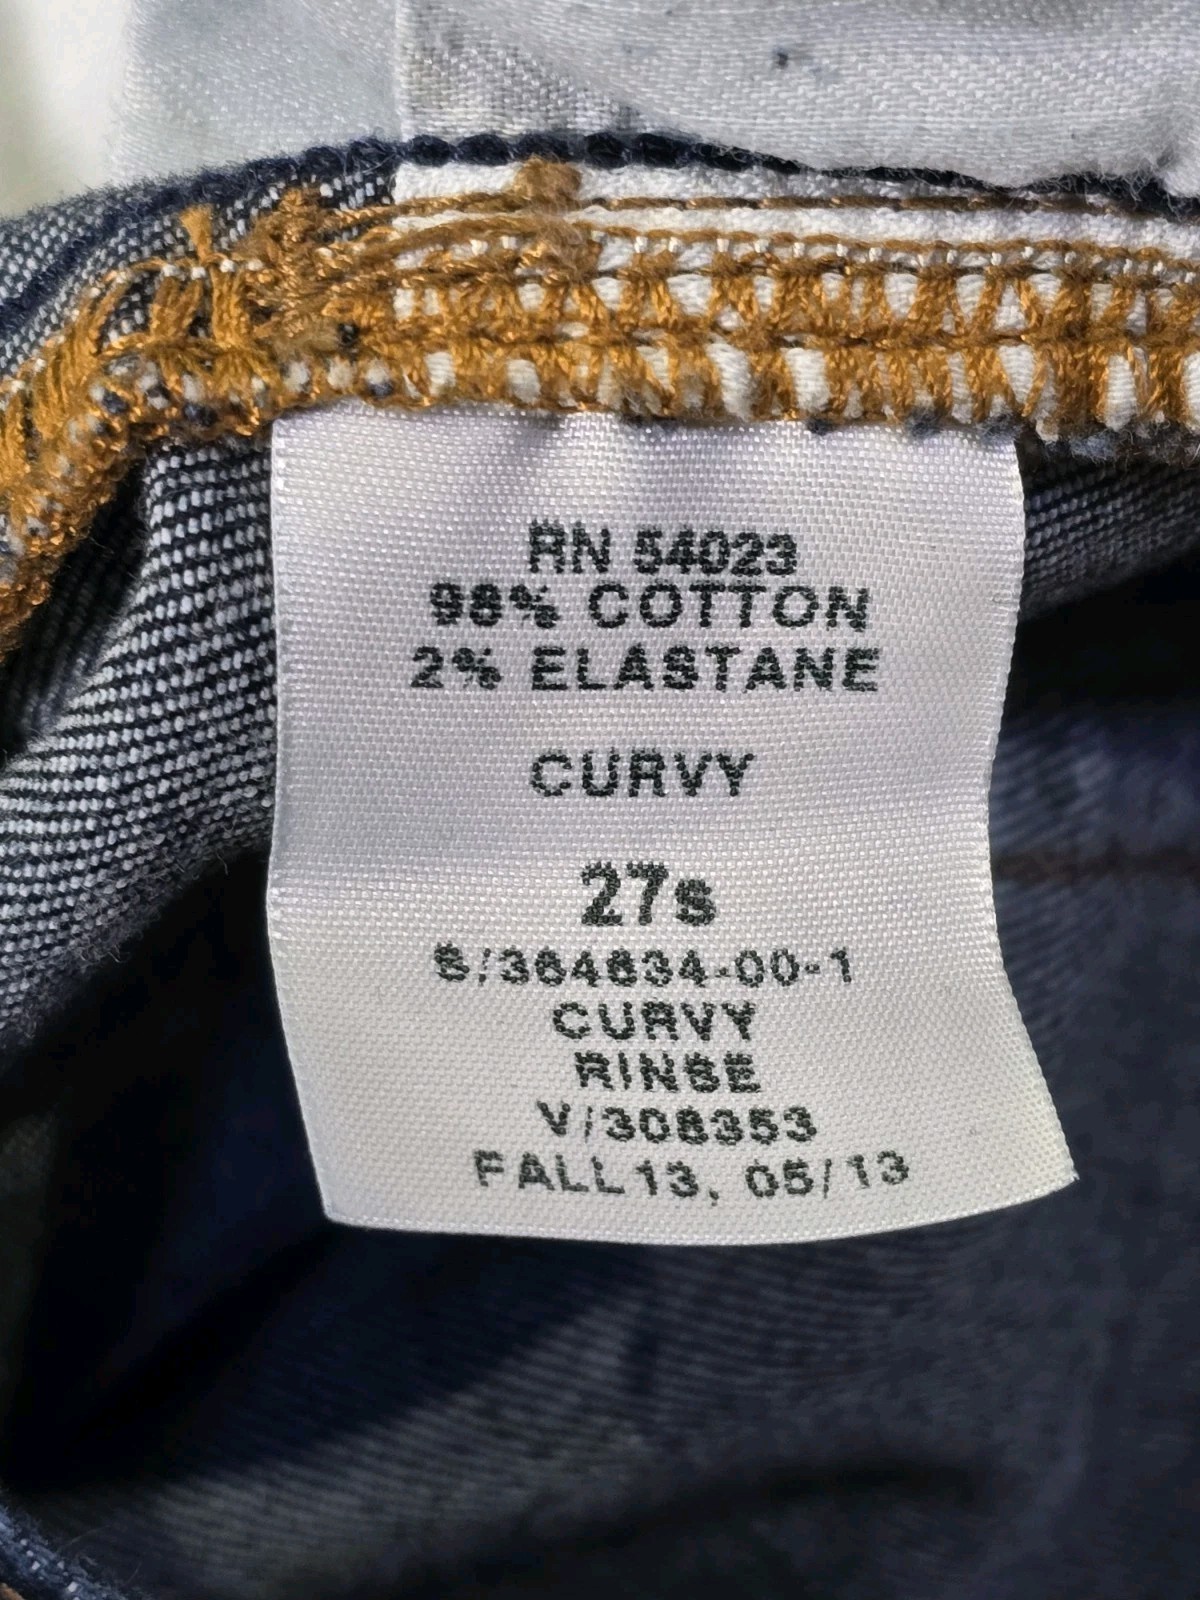 RN 54023
98% COTTON
2% ELASTANE
CURVY
27s
S/364634-00-1
CURVY
RINSE
V/308353
FALL13, 05/13